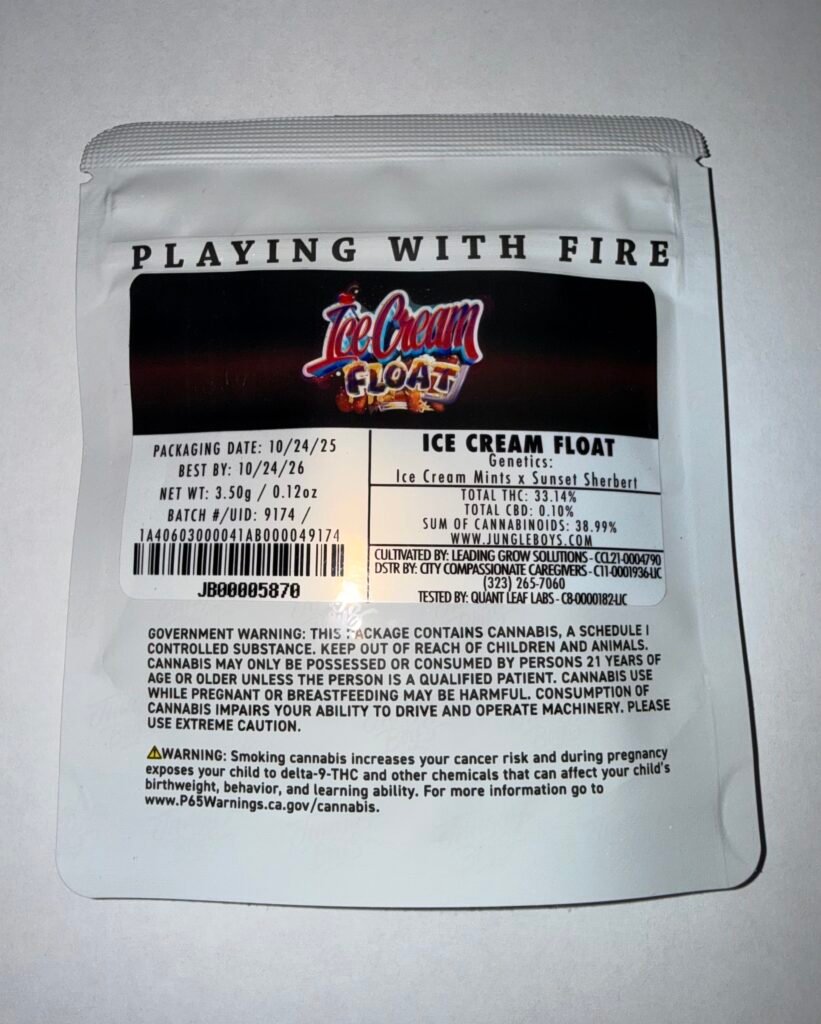 PLAYING WITH FIRE
Ice Cream
FLOAT
PACKAGING DATE: 10/24/25
BEST BY: 10/24/26
NET WT: 3.50g / 0.12oz
BATCH #/UID: 9174 /
1A40603000041AB000049174
JB00005870
ICE CREAM FLOAT
Genetics:
Ice Cream Mints x Sunset Sherbert
TOTAL THC: 33.14%
TOTAL CBD: 0.10%
SUM OF CANNABINOIDS: 38.99%
WWW.JUNGLEBOYS.COM
CULTIVATED BY: LEADING GROW SOLUTIONS - CCL21-0004790
DSTR BY: CITY COMPASSIONATE CAREGIVERS - C11-0001936-LIC
(323) 265-7060
TESTED BY: QUANT LEAF LABS - C8-0000182-LIC
GOVERNMENT WARNING: THIS PACKAGE CONTAINS CANNABIS, A SCHEDULE I
CONTROLLED SUBSTANCE. KEEP OUT OF REACH OF CHILDREN AND ANIMALS.
CANNABIS MAY ONLY BE POSSESSED OR CONSUMED BY PERSONS 21 YEARS OF
AGE OR OLDER UNLESS THE PERSON IS A QUALIFIED PATIENT. CANNABIS USE
WHILE PREGNANT OR BREASTFEEDING MAY BE HARMFUL. CONSUMPTION OF
CANNABIS IMPAIRS YOUR ABILITY TO DRIVE AND OPERATE MACHINERY. PLEASE
USE EXTREME CAUTION.
⚠WARNING: Smoking cannabis increases your cancer risk and during pregnancy
exposes your child to delta-9-THC and other chemicals that can affect your child's
birthweight, behavior, and learning ability. For more information go to
www.P65Warnings.ca.gov/cannabis.